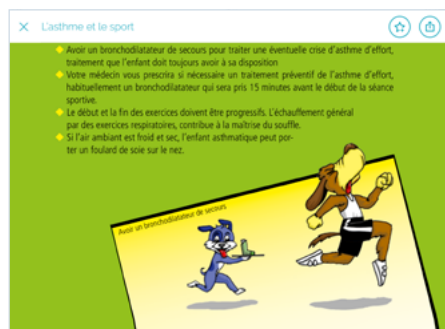 L'asthme et le sport
Avoir un bronchodilatateur de secours pour traiter une éventuelle crise d'asthme d'effort,
traitement que l'enfant doit toujours avoir à sa disposition
Votre médecin vous prescrira si nécessaire un traitement préventif de l'asthme d'effort,
habituellement un bronchodilatateur qui sera pris 15 minutes avant le début de la séance
sportive.
Le début et la fin des exercices doivent être progressifs. L'échauffement général
par des exercices respiratoires, contribue à la maîtrise du souffle.
Si l'air ambiant est froid et sec, l'enfant asthmatique peut por-
ter un foulard de soie sur le nez.
Avoir un bronchodilatateur de secours